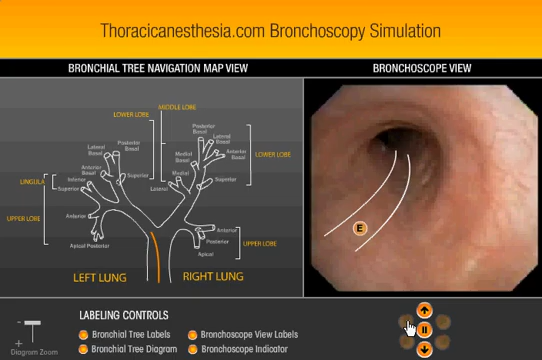 Thoracicanesthesia.com Bronchoscopy Simulation
BRONCHIAL TREE NAVIGATION MAP VIEW
BRONCHOSCOPE VIEW
MIDDLE LOBE
LOWER LOBE
Posterior
Basal
Lateral
Basal
Posterior
Basal
Lateral
Basal
Anterior
Basal
LOWER LOBE
Medial
Basal
Anterior
Basal
Superior
Medial
Lateral
Superior
LINGULA
Inferior
Superior
UPPER LOBE
Anterior
Apical Posterior
Anterior
Posterior
Apical
UPPER LOBE
LEFT LUNG
RIGHT LUNG
E
LABELING CONTROLS
Bronchial Tree Labels
Bronchoscope View Labels
Bronchial Tree Diagram
Bronchoscope Indicator
Diagram Zoom